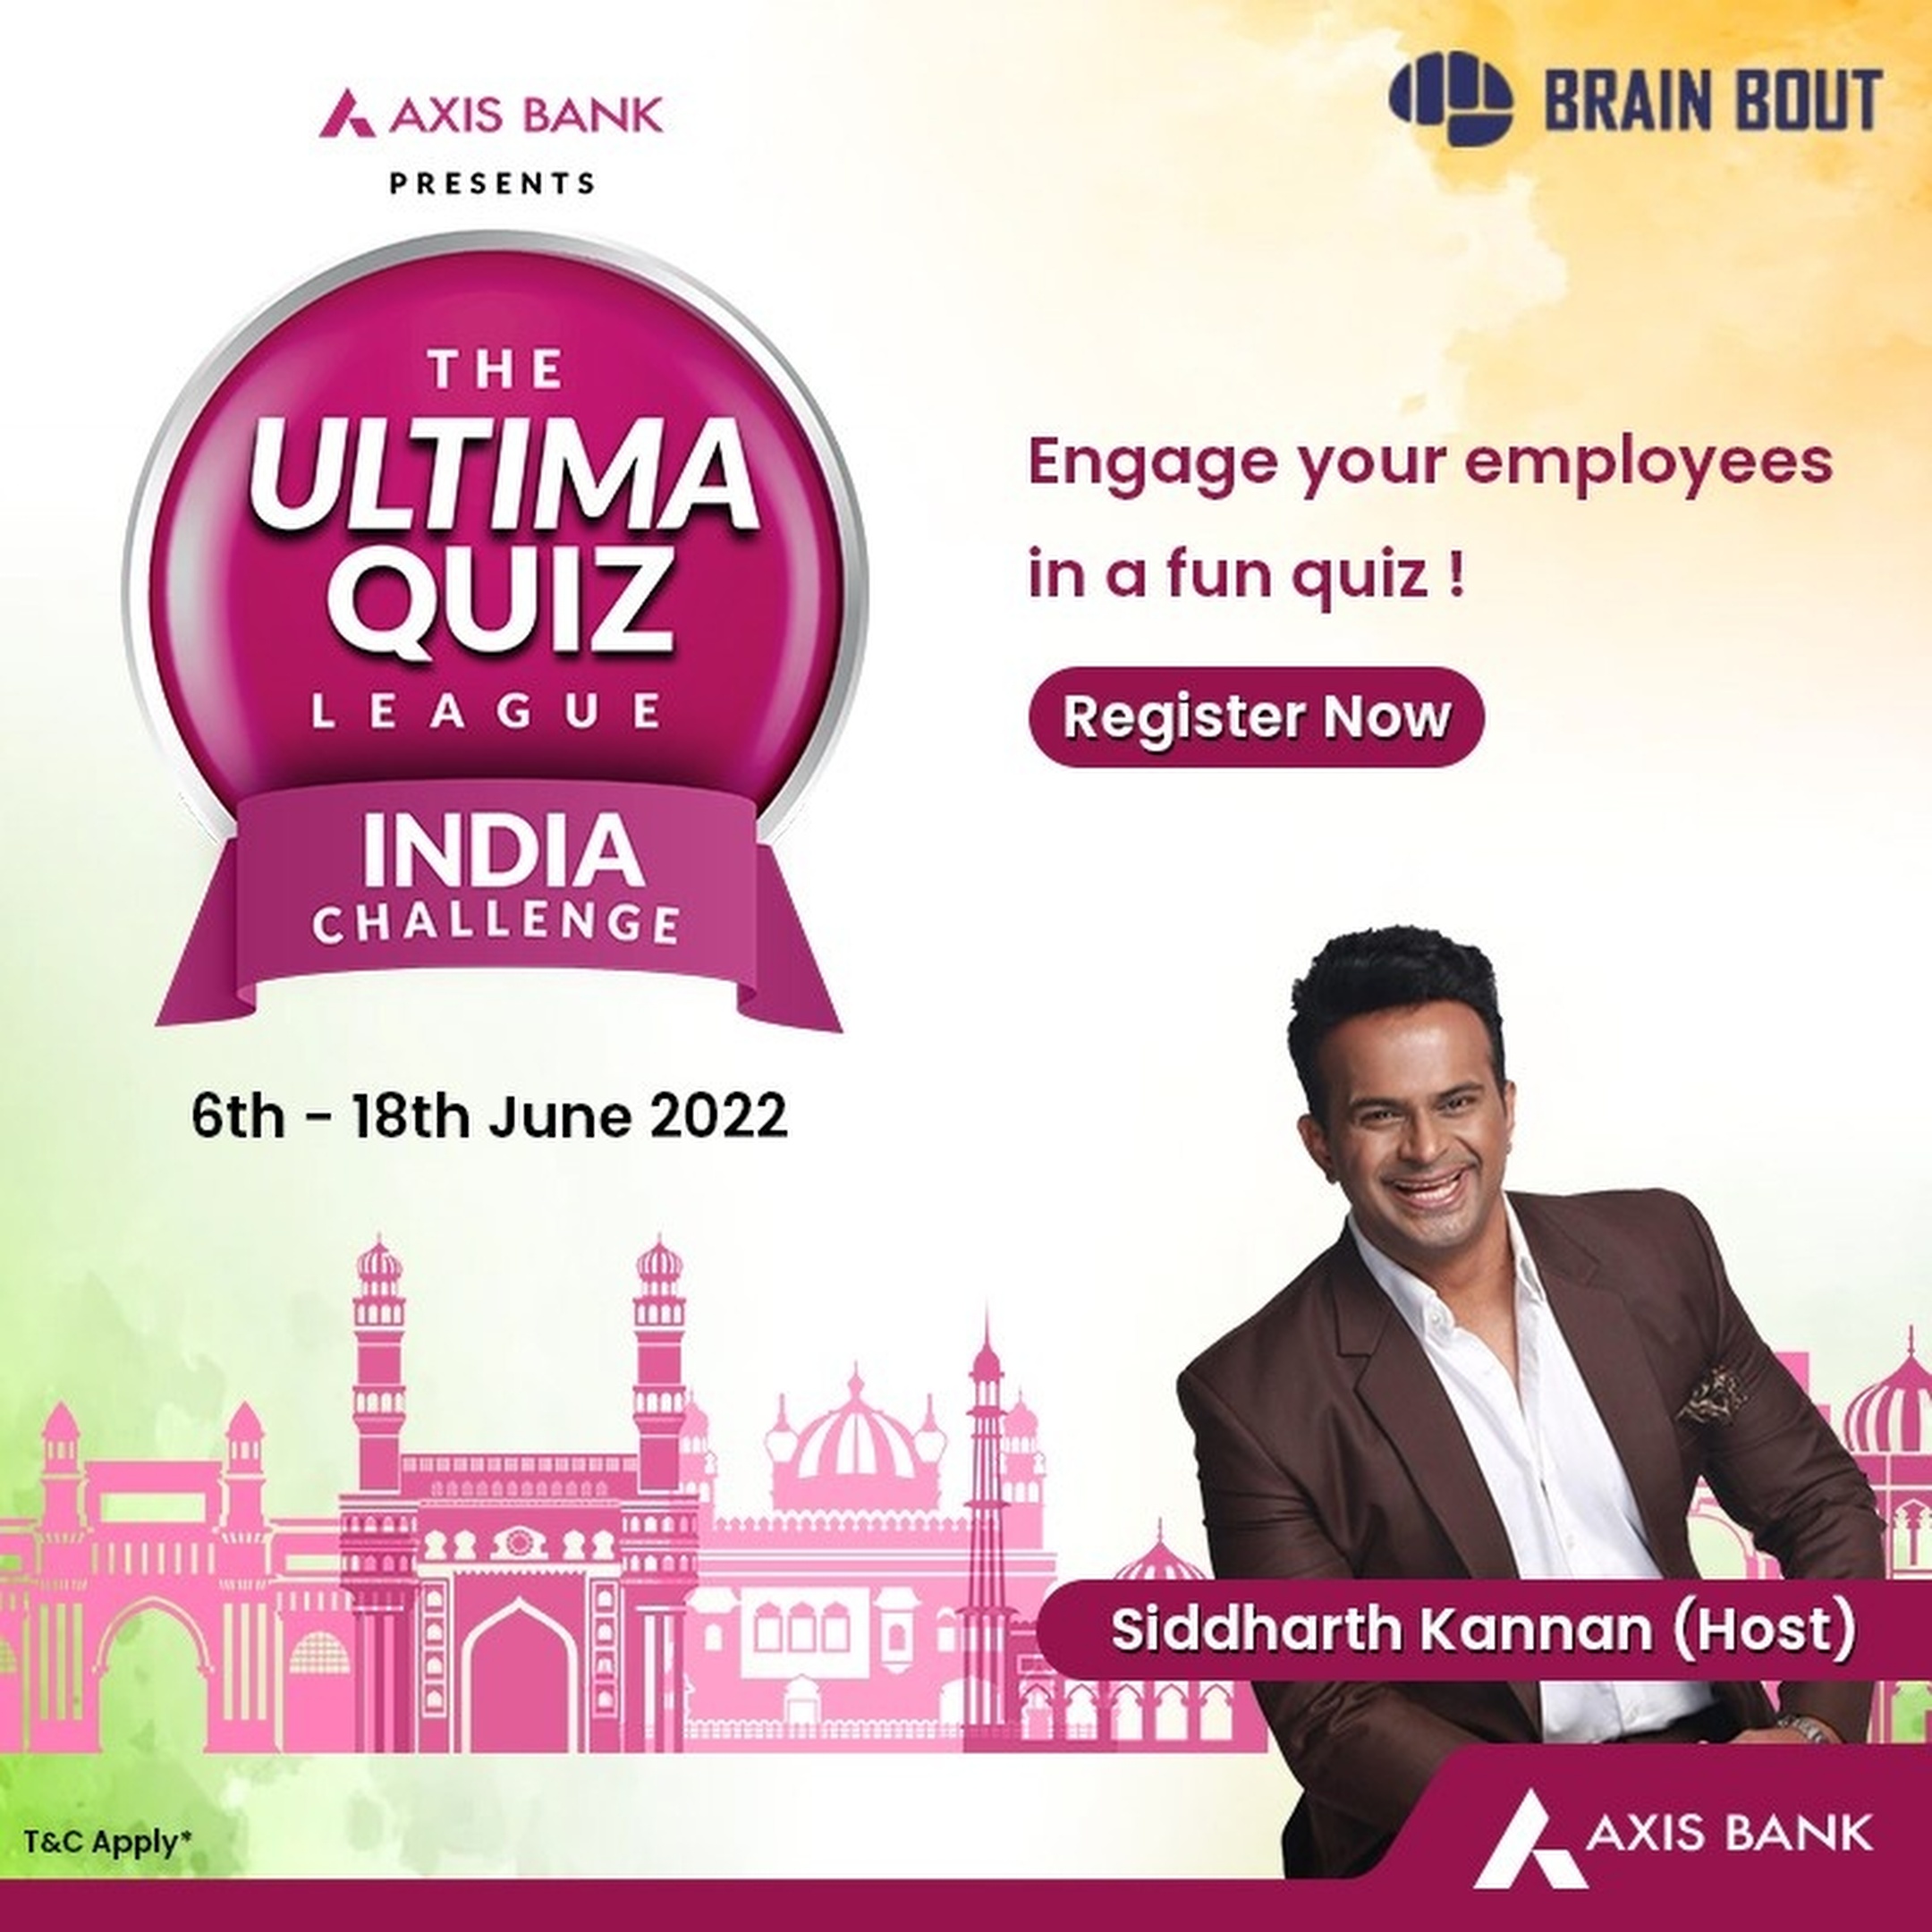 AXIS BANK
PRESENTS
BRAIN BOUT
THE
ULTIMA
QUIZ
LEAGUE
INDIA
CHALLENGE
6th - 18th June 2022
Engage your employees
in a fun quiz !
Register Now
Siddharth Kannan (Host)
T&C Apply*
AXIS BANK